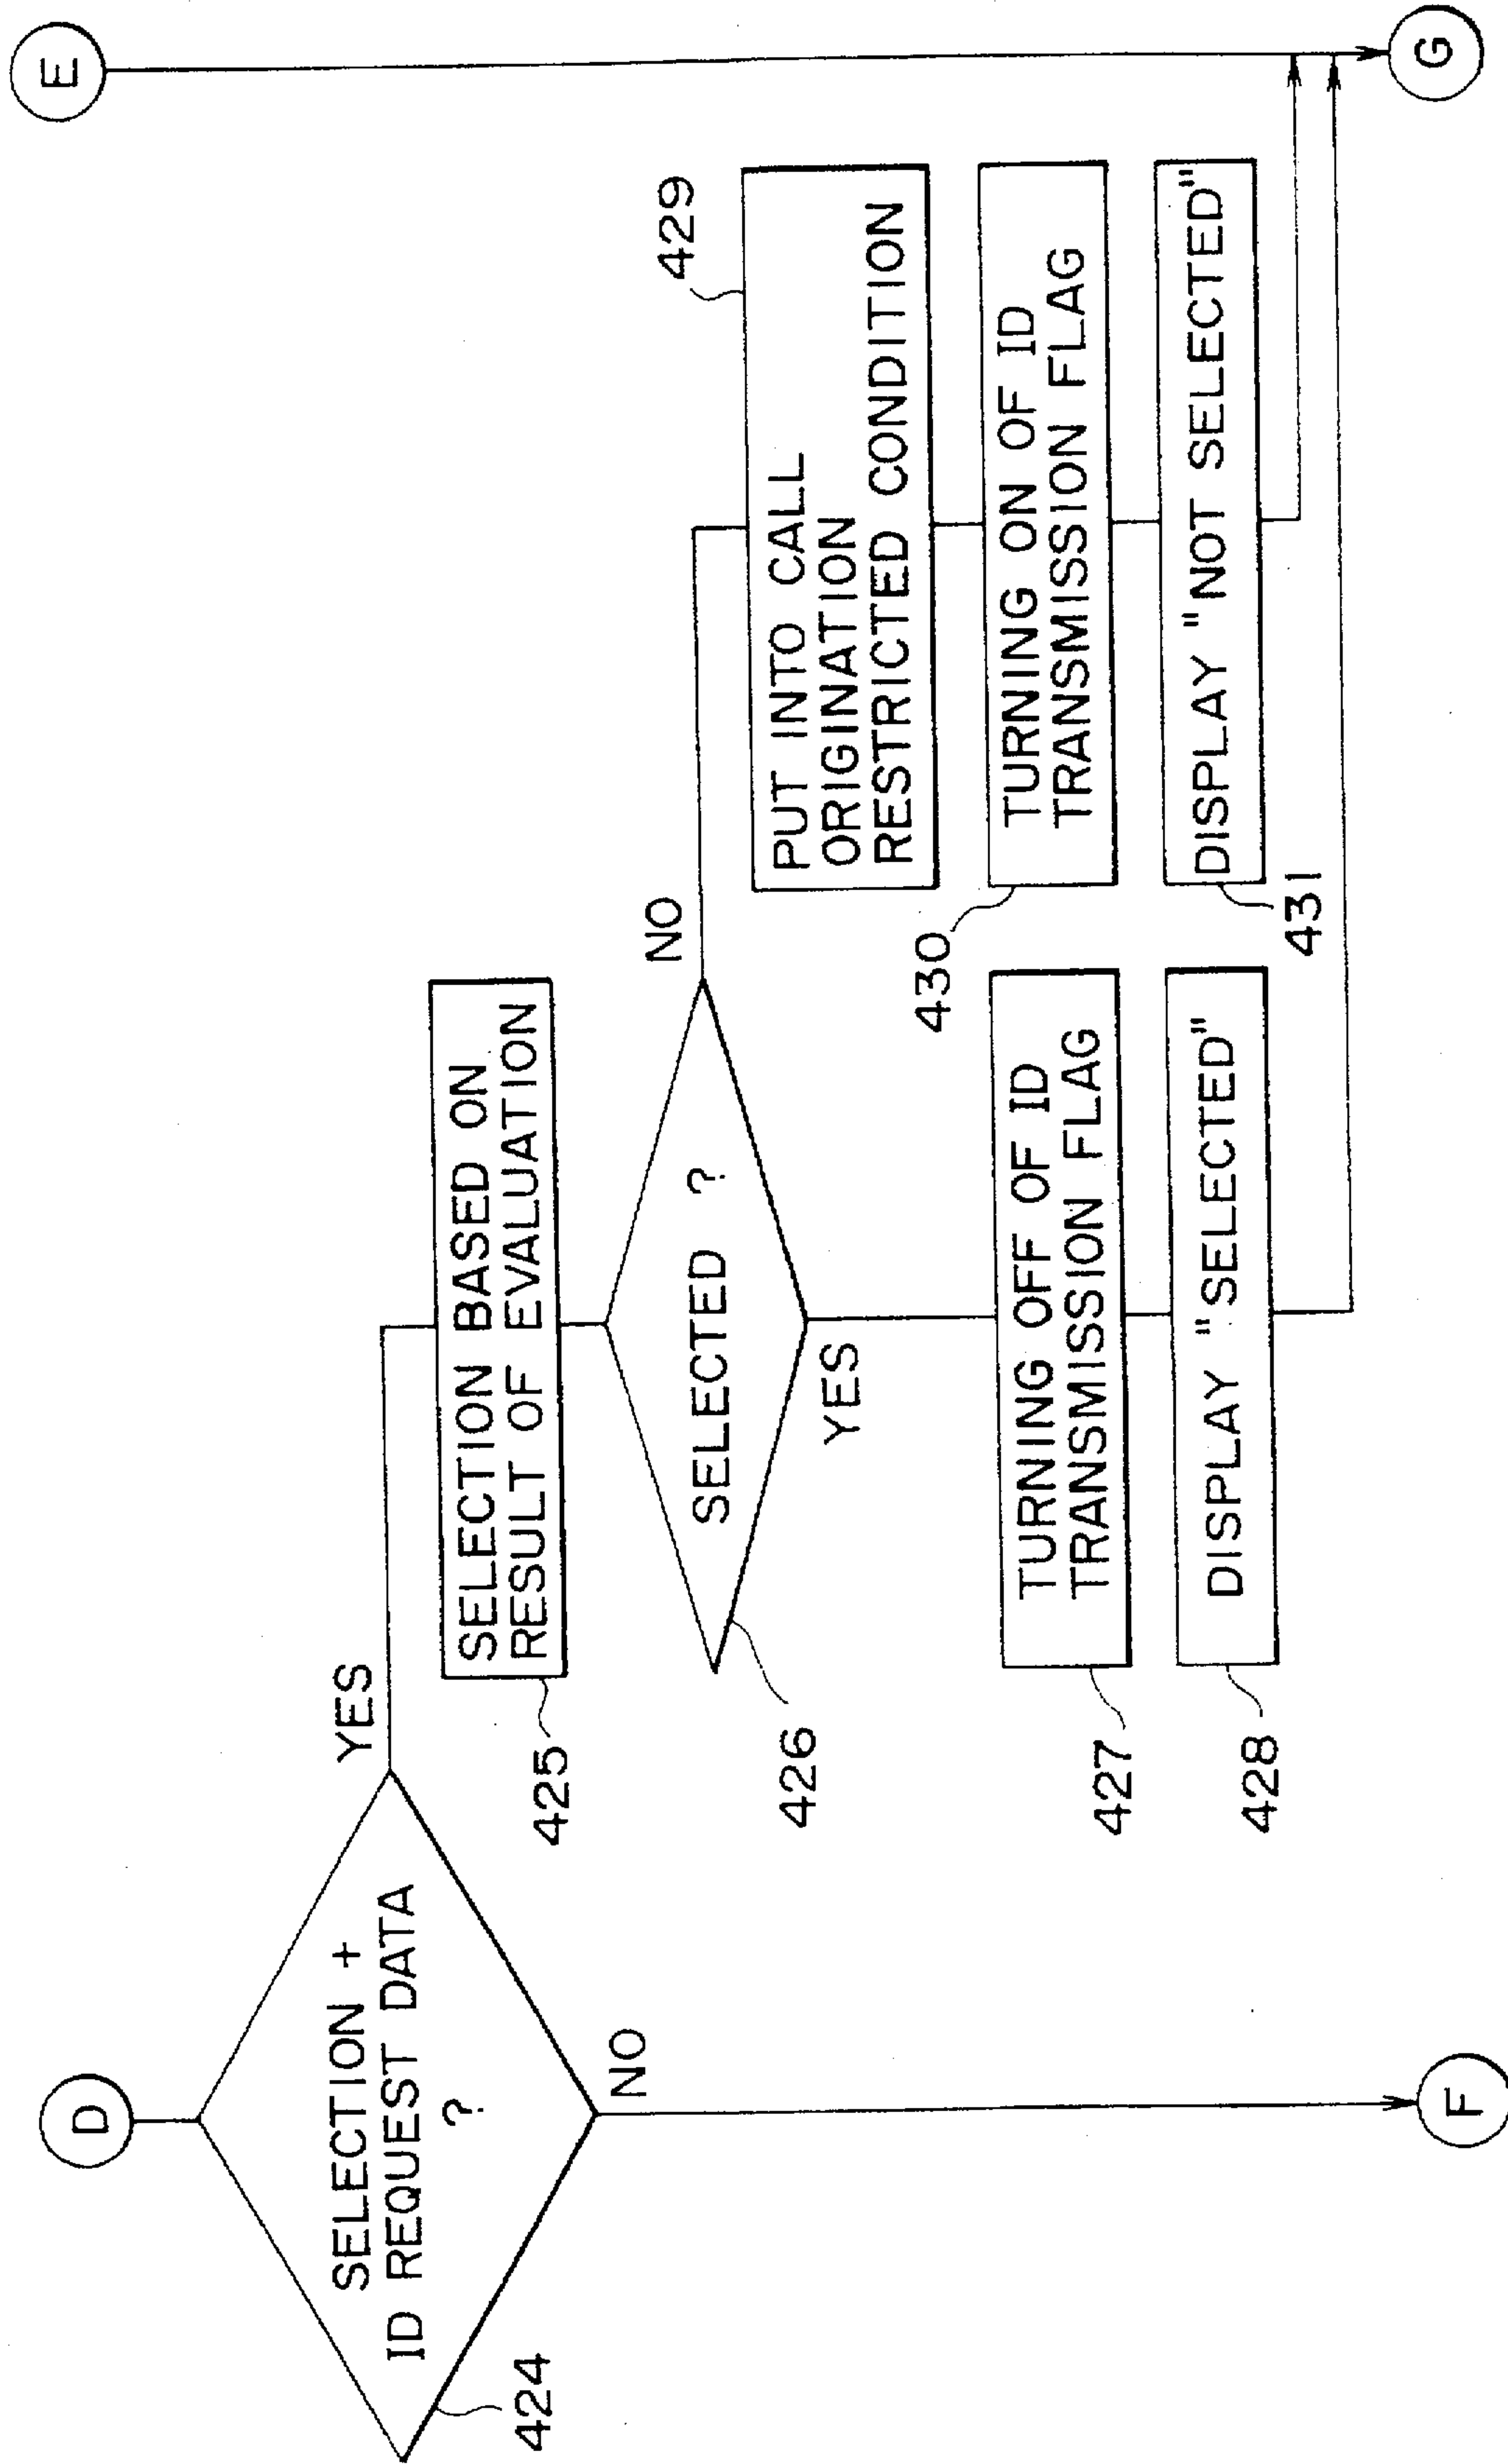 D
E
SELECTION +
ID REQUEST DATA
?
424
YES
NO
SELECTION BASED ON
RESULT OF EVALUATION
425
SELECTED ?
426
NO
YES
PUT INTO CALL
ORIGINATION
RESTRICTED CONDITION
429
TURNING OFF OF ID
TRANSMISSION FLAG
427
TURNING ON OF ID
TRANSMISSION FLAG
430
DISPLAY "SELECTED"
428
DISPLAY "NOT SELECTED"
431
F
G